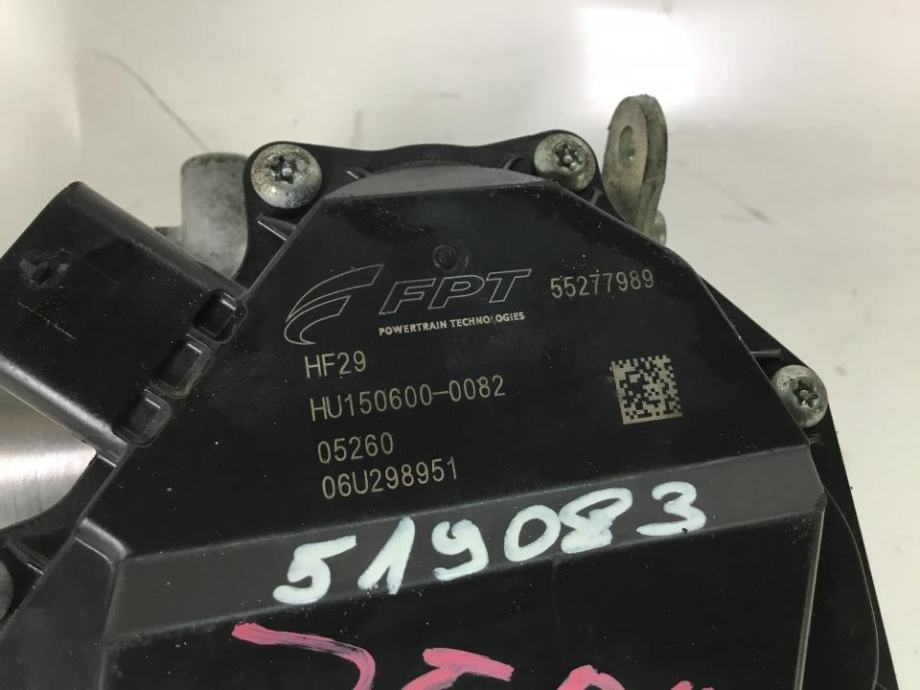 FPT 55277989
POWERTRAIN TECHNOLOGIES
HF29
HU150600-0082
05260
06U298951
519083